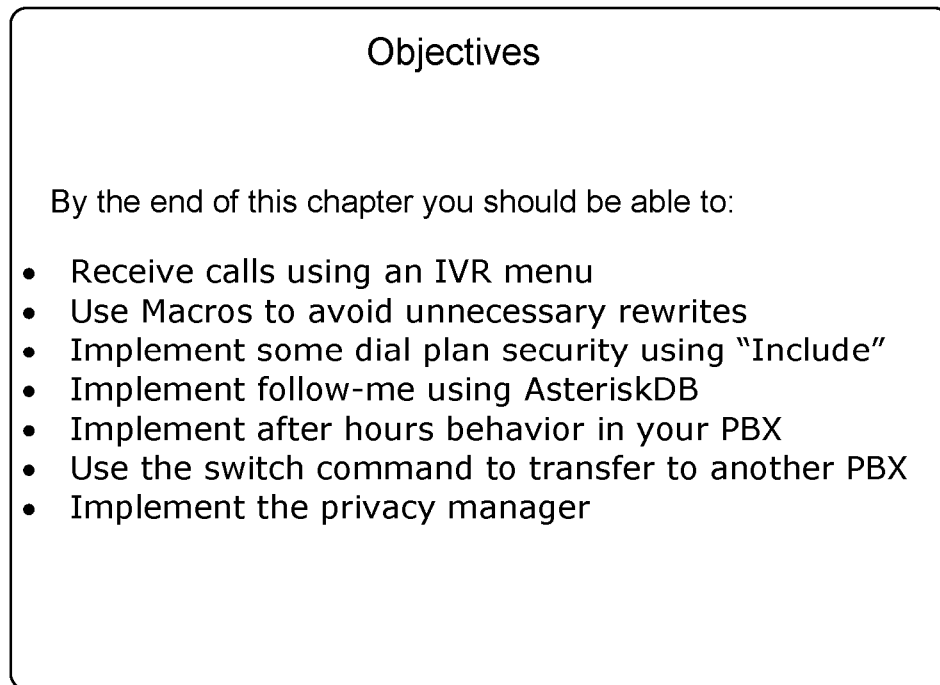 Objectives
By the end of this chapter you should be able to:
• Receive calls using an IVR menu
• Use Macros to avoid unnecessary rewrites
• Implement some dial plan security using “Include”
• Implement follow-me using AsteriskDB
• Implement after hours behavior in your PBX
• Use the switch command to transfer to another PBX
• Implement the privacy manager